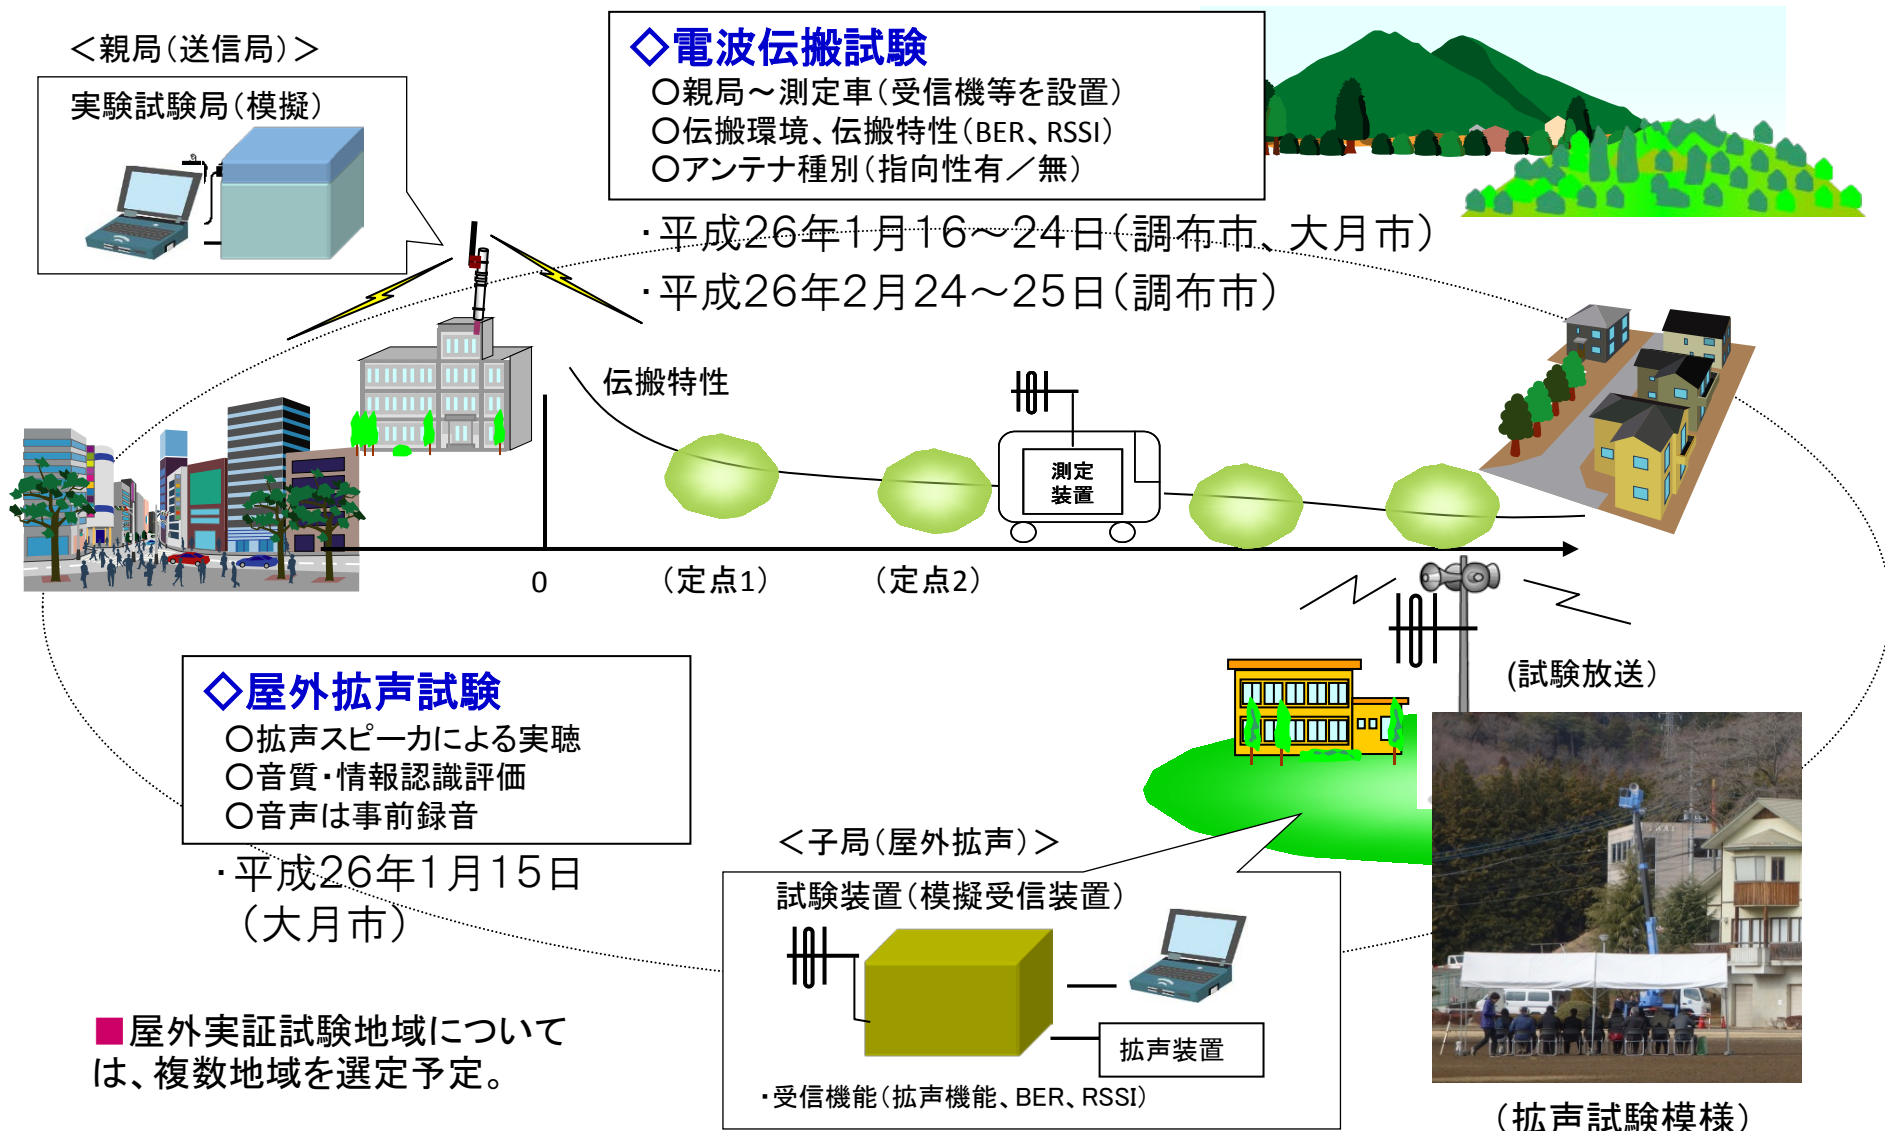 ＜親局（送信局）＞
実験試験局（模擬）
◇電波伝搬試験
○親局～測定車（受信機等を設置）
○伝搬環境、伝搬特性（BER、RSSI）
○アンテナ種別（指向性有／無）
・平成26年1月16～24日（調布市、大月市）
・平成26年2月24～25日（調布市）
伝搬特性
測定
装置
0
（定点1）
（定点2）
(試験放送）
◇屋外拡声試験
○拡声スピーカによる実聴
○音質・情報認識評価
○音声は事前録音
・平成26年1月15日
（大月市）
＜子局（屋外拡声）＞
試験装置（模擬受信装置）
拡声装置
・受信機能（拡声機能、BER、RSSI）
■屋外実証試験地域について
は、複数地域を選定予定。
（拡声試験模様）